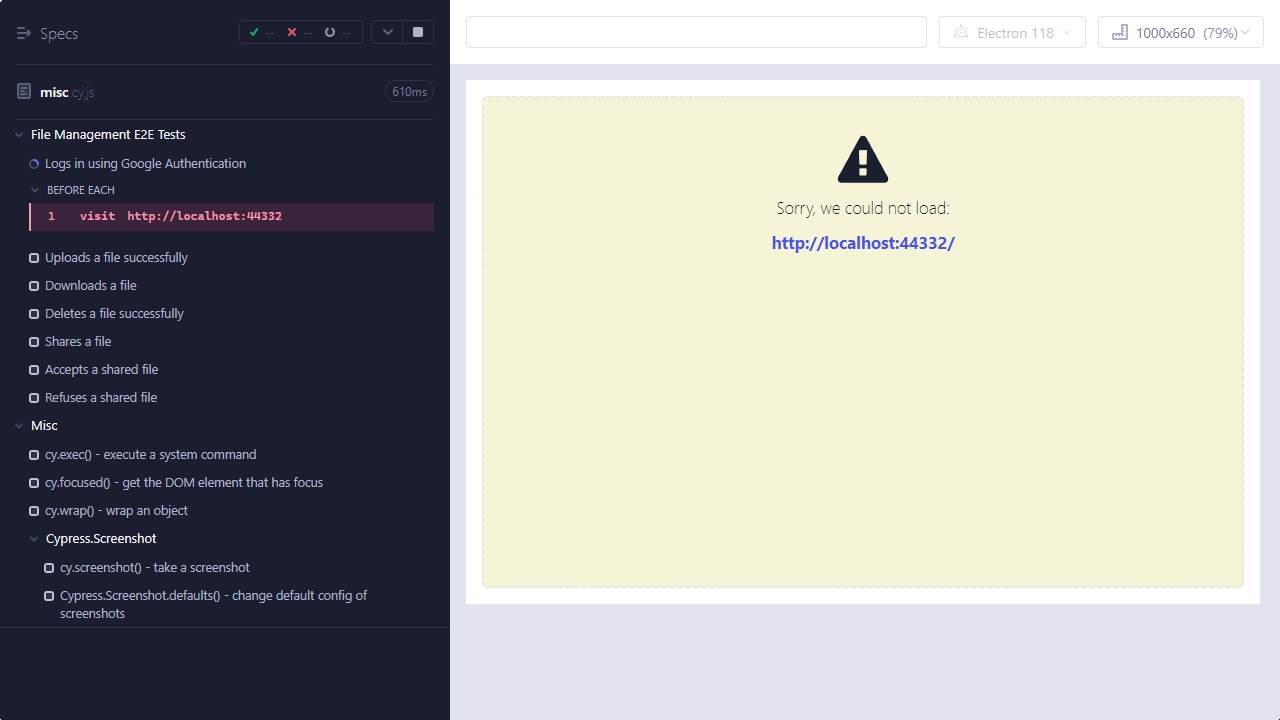 Specs
-- -- --
misc.cy.js
610ms
File Management E2E Tests
Logs in using Google Authentication
BEFORE EACH
1 visit http://localhost:44332
Uploads a file successfully
Downloads a file
Deletes a file successfully
Shares a file
Accepts a shared file
Refuses a shared file
Misc
cy.exec() - execute a system command
cy.focused() - get the DOM element that has focus
cy.wrap() - wrap an object
Cypress.Screenshot
cy.screenshot() - take a screenshot
Cypress.Screenshot.defaults() - change default config of
screenshots
Electron 118
1000x660 (79%)
Sorry, we could not load:
http://localhost:44332/